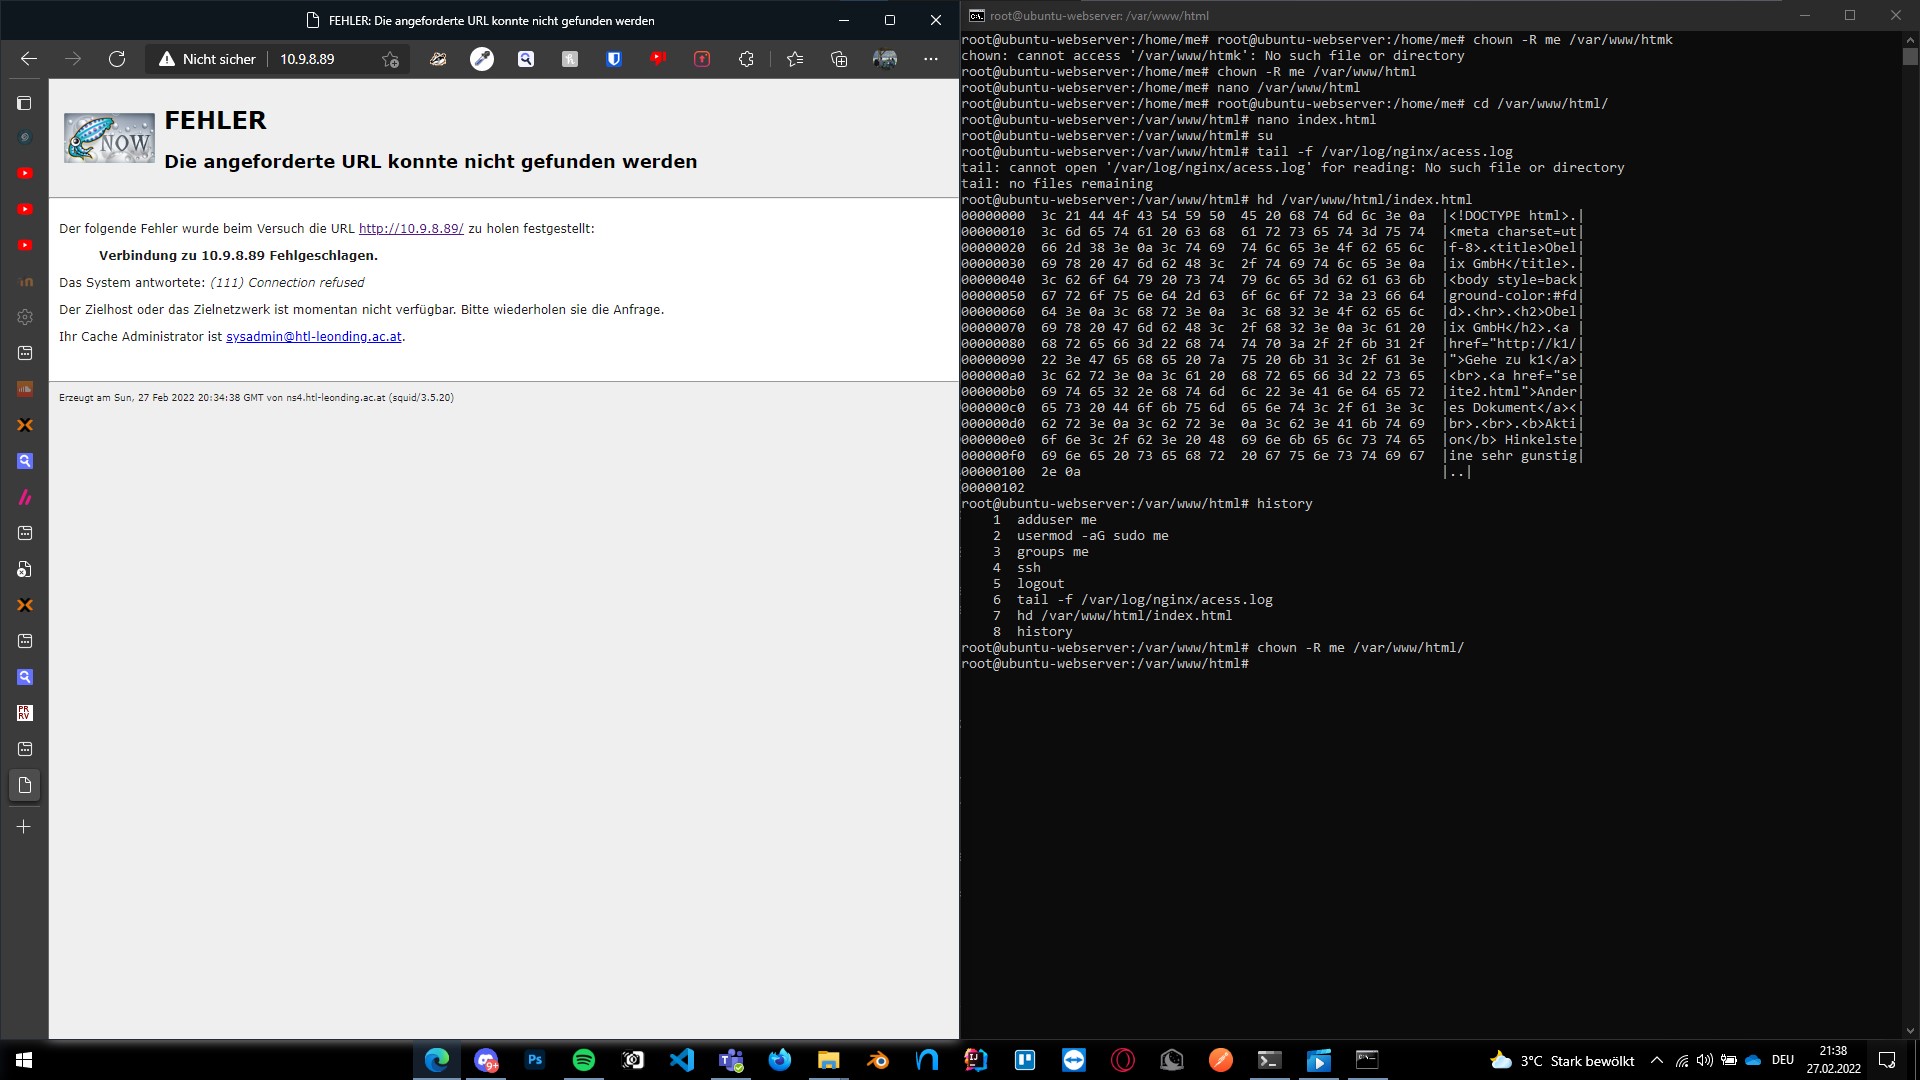 FEHLER: Die angeforderte URL konnte nicht gefunden werden
Nicht sicher
10.9.8.89
NOW
FEHLER
Die angeforderte URL konnte nicht gefunden werden
Der folgende Fehler wurde beim Versuch die URL http://10.9.8.89/ zu holen festgestellt:
Verbindung zu 10.9.8.89 Fehlgeschlagen.
Das System antwortete: (111) Connection refused
Der Zielhost oder das Zielnetzwerk ist momentan nicht verfügbar. Bitte wiederholen sie die Anfrage.
Ihr Cache Administrator ist sysadmin@htl-leonding.ac.at.
Erzeugt am Sun, 27 Feb 2022 20:34:38 GMT von ns4.htl-leonding.ac.at (squid/3.5.20)
root@ubuntu-webserver: /var/www/html
root@ubuntu-webserver:/home/me# root@ubuntu-webserver:/home/me# chown -R me /var/www/htmk
chown: cannot access '/var/www/htmk': No such file or directory
root@ubuntu-webserver:/home/me# chown -R me /var/www/html
root@ubuntu-webserver:/home/me# nano /var/www/html
root@ubuntu-webserver:/home/me# root@ubuntu-webserver:/home/me# cd /var/www/html/
root@ubuntu-webserver:/var/www/html# nano index.html
root@ubuntu-webserver:/var/www/html# su
root@ubuntu-webserver:/var/www/html# tail -f /var/log/nginx/acess.log
tail: cannot open '/var/log/nginx/acess.log' for reading: No such file or directory
tail: no files remaining
root@ubuntu-webserver:/var/www/html# hd /var/www/html/index.html
00000000  3c 21 44 4f 43 54 59 50  45 20 68 74 6d 6c 3e 0a  |<!DOCTYPE html>.|
00000010  3c 6d 65 74 61 20 63 68  61 72 73 65 74 3d 75 74  |<meta charset=ut|
00000020  66 2d 38 3e 0a 3c 74 69  74 6c 65 3e 4f 62 65 6c  |f-8>.<title>Obel|
00000030  69 78 20 47 6d 62 48 3c  2f 74 69 74 6c 65 3e 0a  |ix GmbH</title>.|
00000040  3c 62 6f 64 79 20 73 74  79 6c 65 3d 62 61 63 6b  |<body style=back|
00000050  67 72 6f 75 6e 64 2d 63  6f 6c 6f 72 3a 23 66 64  |ground-color:#fd|
00000060  64 3e 0a 3c 68 72 3e 0a  3c 68 32 3e 4f 62 65 6c  |d>.<hr>.<h2>Obel|
00000070  69 78 20 47 6d 62 48 3c  2f 68 32 3e 0a 3c 61 20  |ix GmbH</h2>.<a |
00000080  68 72 65 66 3d 22 68 74  74 70 3a 2f 2f 6b 31 2f  |href="http://k1/|
00000090  22 3e 47 65 68 65 20 7a  75 20 6b 31 3c 2f 61 3e  |">Gehe zu k1</a>|
000000a0  3c 62 72 3e 0a 3c 61 20  68 72 65 66 3d 22 73 65  |<br>.<a href="se|
000000b0  69 74 65 32 2e 68 74 6d  6c 22 3e 41 6e 64 65 72  |ite2.html">Ander|
000000c0  65 73 20 44 6f 6b 75 6d  65 6e 74 3c 2f 61 3e 3c  |es Dokument</a><|
000000d0  62 72 3e 0a 3c 62 72 3e  0a 3c 62 3e 41 6b 74 69  |br>.<br>.<b>Akti|
000000e0  6f 6e 3c 2f 62 3e 20 48  69 6e 6b 65 6c 73 74 65  |on</b> Hinkelste|
000000f0  69 6e 65 20 73 65 68 72  20 67 75 6e 73 74 69 67  |ine sehr gunstig|
00000100  2e 0a                                             |..|
00000102
root@ubuntu-webserver:/var/www/html# history
1  adduser me
2  usermod -aG sudo me
3  groups me
4  ssh
5  logout
6  tail -f /var/log/nginx/acess.log
7  hd /var/www/html/index.html
8  history
root@ubuntu-webserver:/var/www/html# chown -R me /var/www/html/
root@ubuntu-webserver:/var/www/html#
3°C Stark bewölkt
DEU
21:38
27.02.2022